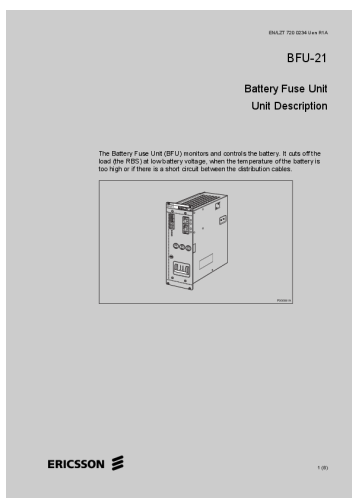 EN/LZT 720 0234 Uen R1A
BFU-21
Battery Fuse Unit
Unit Description
The Battery Fuse Unit (BFU) monitors and controls the battery. It cuts off the
load (the RBS) at low battery voltage, when the temperature of the battery is
too high or if there is a short circuit between the distribution cables.
ERICSSON
1 (6)